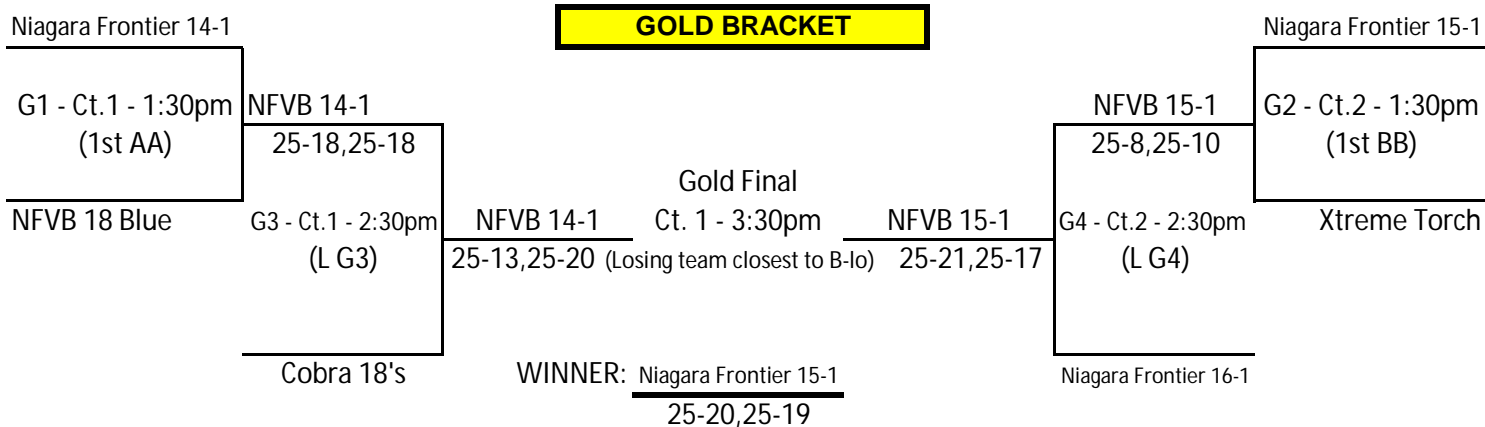 GOLD BRACKET
Niagara Frontier 14-1
Niagara Frontier 15-1
G1 - Ct.1 - 1:30pm
(1st AA)
NFVB 14-1
25-18,25-18
NFVB 15-1
25-8,25-10
G2 - Ct.2 - 1:30pm
(1st BB)
NFVB 18 Blue
G3 - Ct.1 - 2:30pm
(L G3)
NFVB 14-1
25-13,25-20
Gold Final
Ct. 1 - 3:30pm
(Losing team closest to B-lo)
NFVB 15-1
25-21,25-17
G4 - Ct.2 - 2:30pm
(L G4)
Xtreme Torch
Cobra 18's
WINNER: Niagara Frontier 15-1
25-20,25-19
Niagara Frontier 16-1